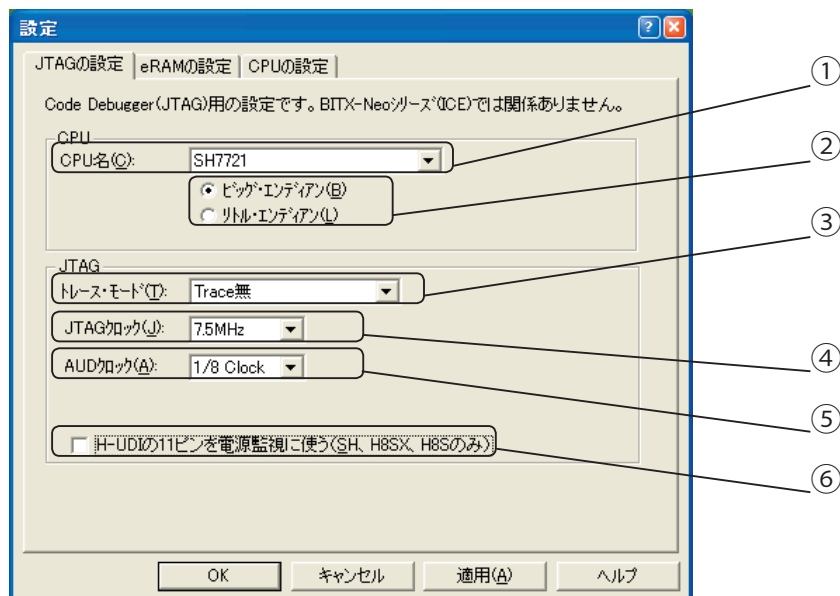 設定
JTAGの設定 eRAMの設定 CPUの設定
Code Debugger(JTAG)用の設定です。BITX-Neoシリーズ(ICE)では関係ありません。
CPU
CPU名(C): SH7721
ビッグ・エンディアン(B)
リトル・エンディアン(L)
JTAG
トレース・モード(T): Trace無
JTAGクロック(J): 7.5MHz
AUDクロック(A): 1/8 Clock
H-UDIの11ピンを電源監視に使う(SH、H8SX、H8Sのみ)
OK キャンセル 適用(A) ヘルプ
①
②
③
④
⑤
⑥